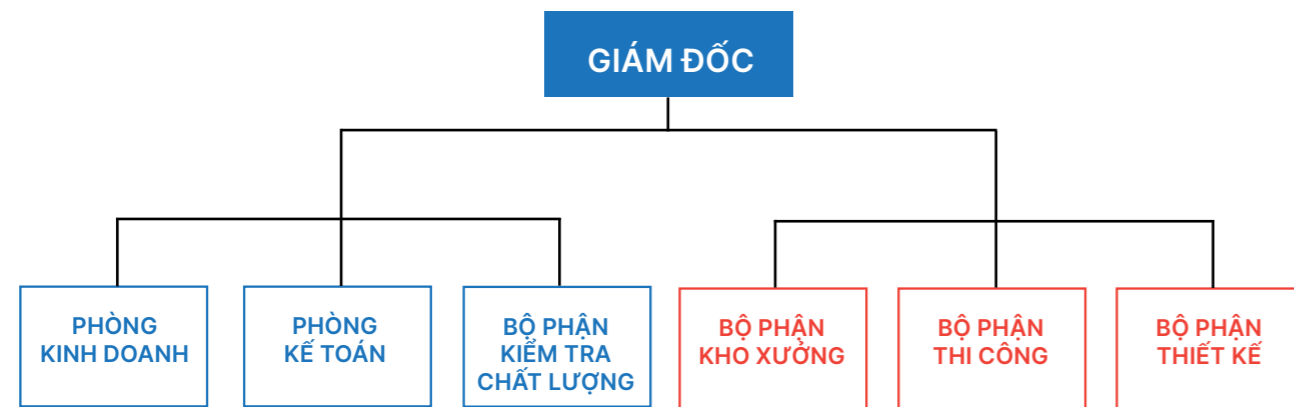 GIÁM ĐỐC
PHÒNG
KINH DOANH
PHÒNG
KẾ TOÁN
BỘ PHẬN
KIỂM TRA
CHẤT LƯỢNG
BỘ PHẬN
KHO XƯỞNG
BỘ PHẬN
THI CÔNG
BỘ PHẬN
THIẾT KẾ